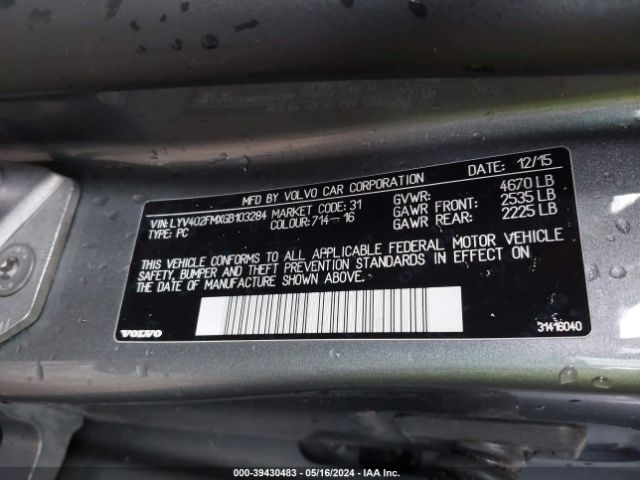 MFD BY VOLVO CAR CORPORATION DATE: 12/15
VIN: LYV402FMXGB103284 MARKET CODE: 31 GVWR: 4670 LB
TYPE: PC COLOUR: 714-16 GAWR FRONT: 2535 LB
GAWR REAR: 2225 LB
THIS VEHICLE CONFORMS TO ALL APPLICABLE FEDERAL MOTOR VEHICLE
SAFETY, BUMPER AND THEFT PREVENTION STANDARDS IN EFFECT ON
THE DATE OF MANUFACTURE SHOWN ABOVE.
VOLVO 31416040
000-39430483 - 05/16/2024 - IAA Inc.